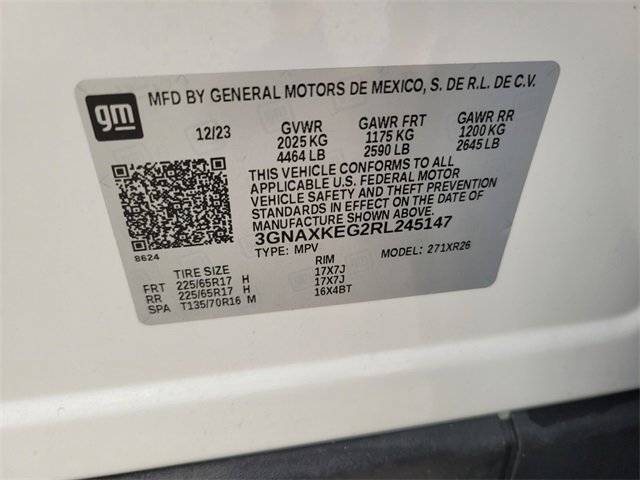 gm
MFD BY GENERAL MOTORS DE MEXICO, S. DE R.L. DE C.V.
12/23 GVWR GAWR FRT GAWR RR
2025 KG 1175 KG 1200 KG
4464 LB 2590 LB 2645 LB
THIS VEHICLE CONFORMS TO ALL
APPLICABLE U.S. FEDERAL MOTOR
VEHICLE SAFETY AND THEFT PREVENTION
STANDARDS IN EFFECT ON THE DATE OF
MANUFACTURE SHOWN ABOVE.
3GNAXKEG2RL245147
8624 TYPE: MPV MODEL: 271XR26
TIRE SIZE RIM
FRT 225/65R17 H 17X7J
RR 225/65R17 H 17X7J
SPA T135/70R16 M 16X4BT